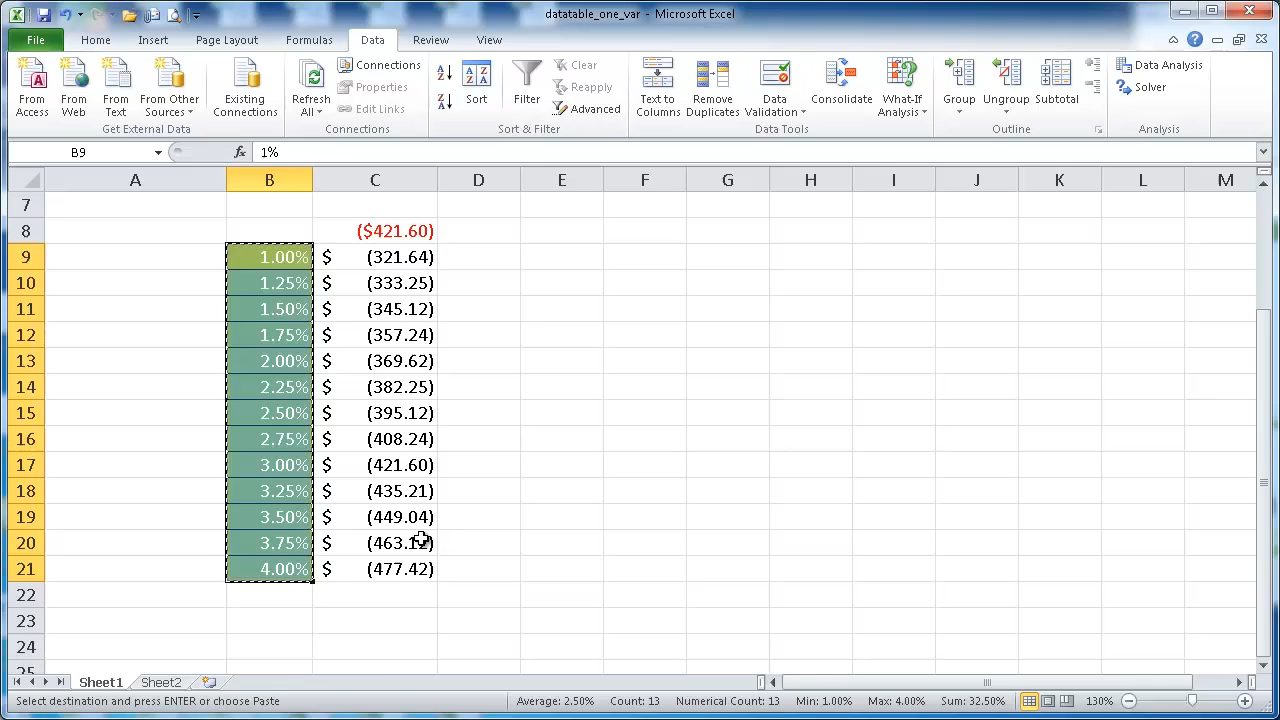 datatable_one_var - Microsoft Excel
File Home Insert Page Layout Formulas Data Review View
From Access
From Web
From Text
From Other Sources
Existing Connections
Get External Data
Refresh All
Connections
Properties
Edit Links
Connections
Sort
Filter
Clear
Reapply
Advanced
Sort & Filter
Text to Columns
Remove Duplicates
Data Validation
Consolidate
What-If Analysis
Data Tools
Group
Ungroup
Subtotal
Outline
Data Analysis
Solver
Analysis
B9 fx 1%
A B C D E F G H I J K L M
7
8 ($421.60)
9 1.00% $ (321.64)
10 1.25% $ (333.25)
11 1.50% $ (345.12)
12 1.75% $ (357.24)
13 2.00% $ (369.62)
14 2.25% $ (382.25)
15 2.50% $ (395.12)
16 2.75% $ (408.24)
17 3.00% $ (421.60)
18 3.25% $ (435.21)
19 3.50% $ (449.04)
20 3.75% $
21 4.00% $ (477.42)
22
23
24
25
Sheet1 Sheet2
Select destination and press ENTER or choose Paste Average: 2.50% Count: 13 Numerical Count: 13 Min: 1.00% Max: 4.00% Sum: 32.50% 130%